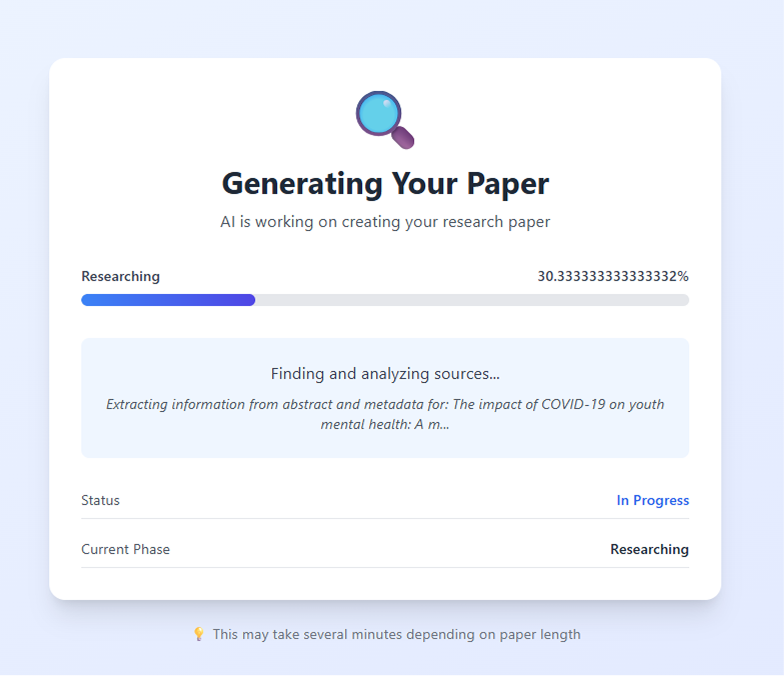 Generating Your Paper
AI is working on creating your research paper
Researching 30.333333333333332%
Finding and analyzing sources...
Extracting information from abstract and metadata for: The impact of COVID-19 on youth
mental health: A m...
Status In Progress
Current Phase Researching
This may take several minutes depending on paper length